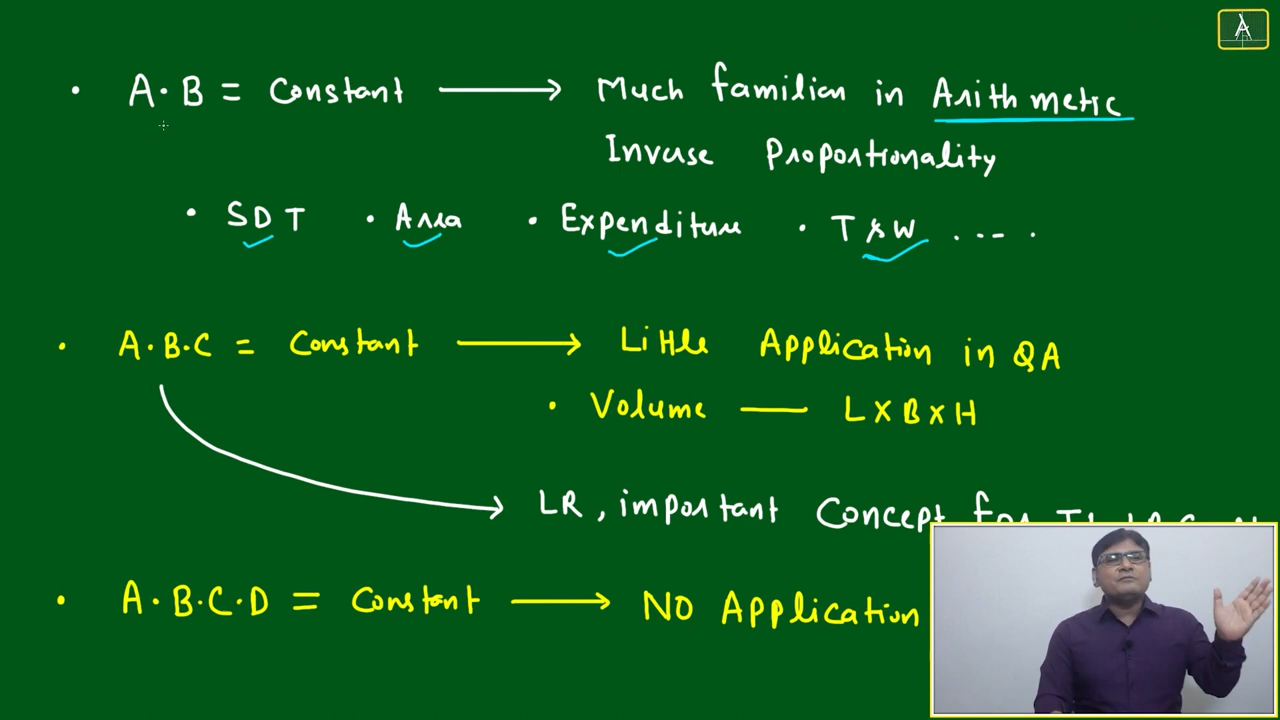 • A·B = Constant → Much familiar in Arithmetic
Inverse Proportionality
• SDT • Area • Expenditure • T&W ....
• A·B·C = Constant → Little Application in QA
• Volume — L×B×H
LR, important Concept for
• A·B·C·D = Constant → NO Application